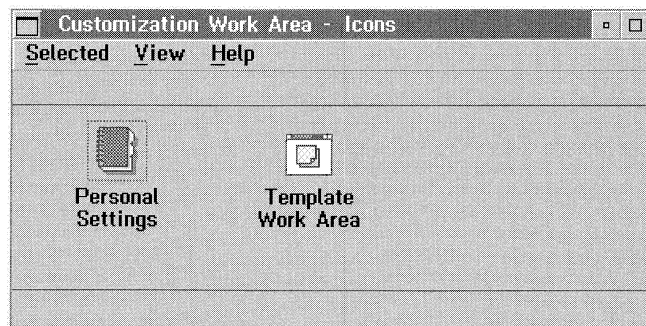 Customization Work Area - Icons
Selected View Help
Personal
Settings
Template
Work Area